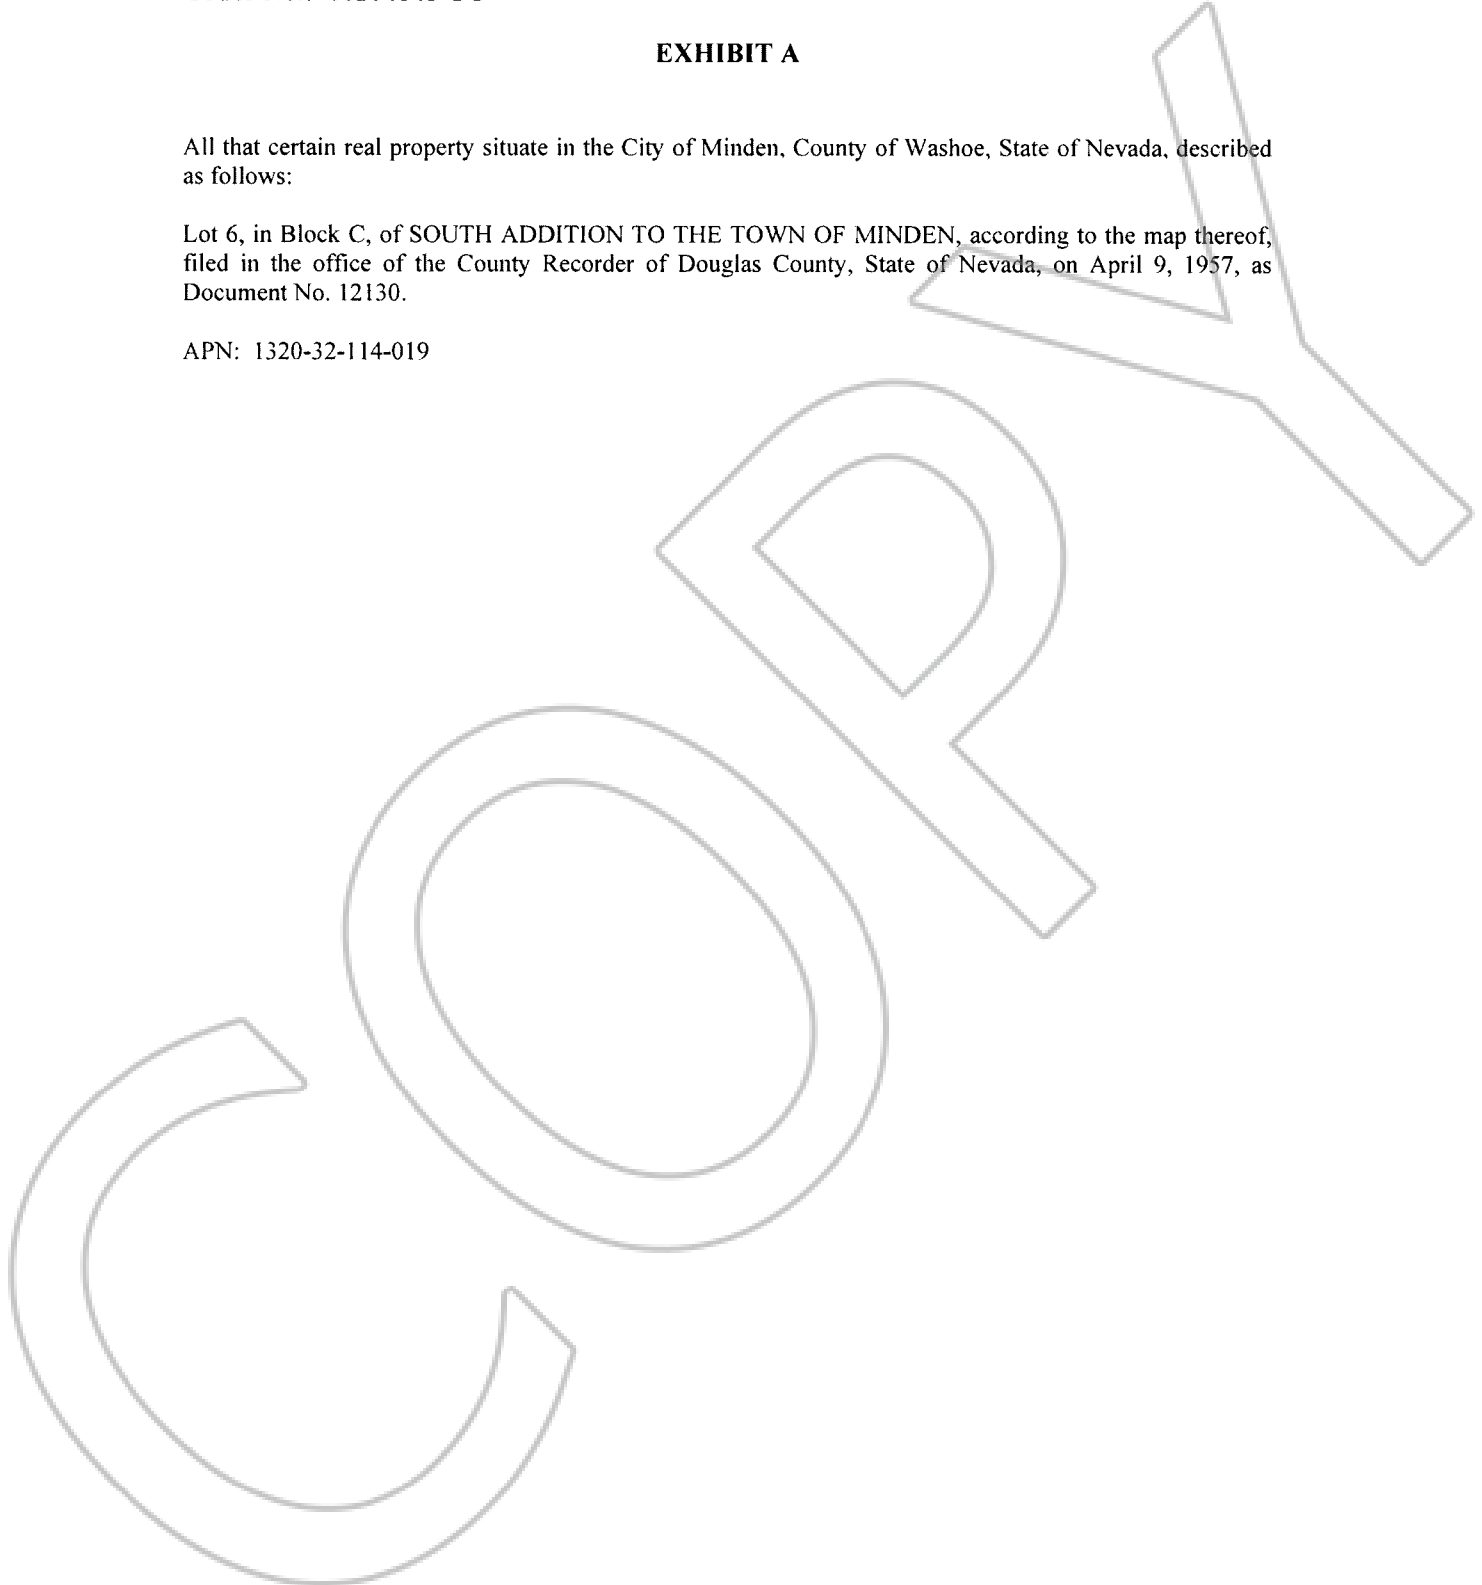 EXHIBIT A
All that certain real property situate in the City of Minden, County of Washoe, State of Nevada, described
as follows:
Lot 6, in Block C, of SOUTH ADDITION TO THE TOWN OF MINDEN, according to the map thereof,
filed in the office of the County Recorder of Douglas County, State of Nevada, on April 9, 1957, as
Document No. 12130.
APN: 1320-32-114-019
COPY